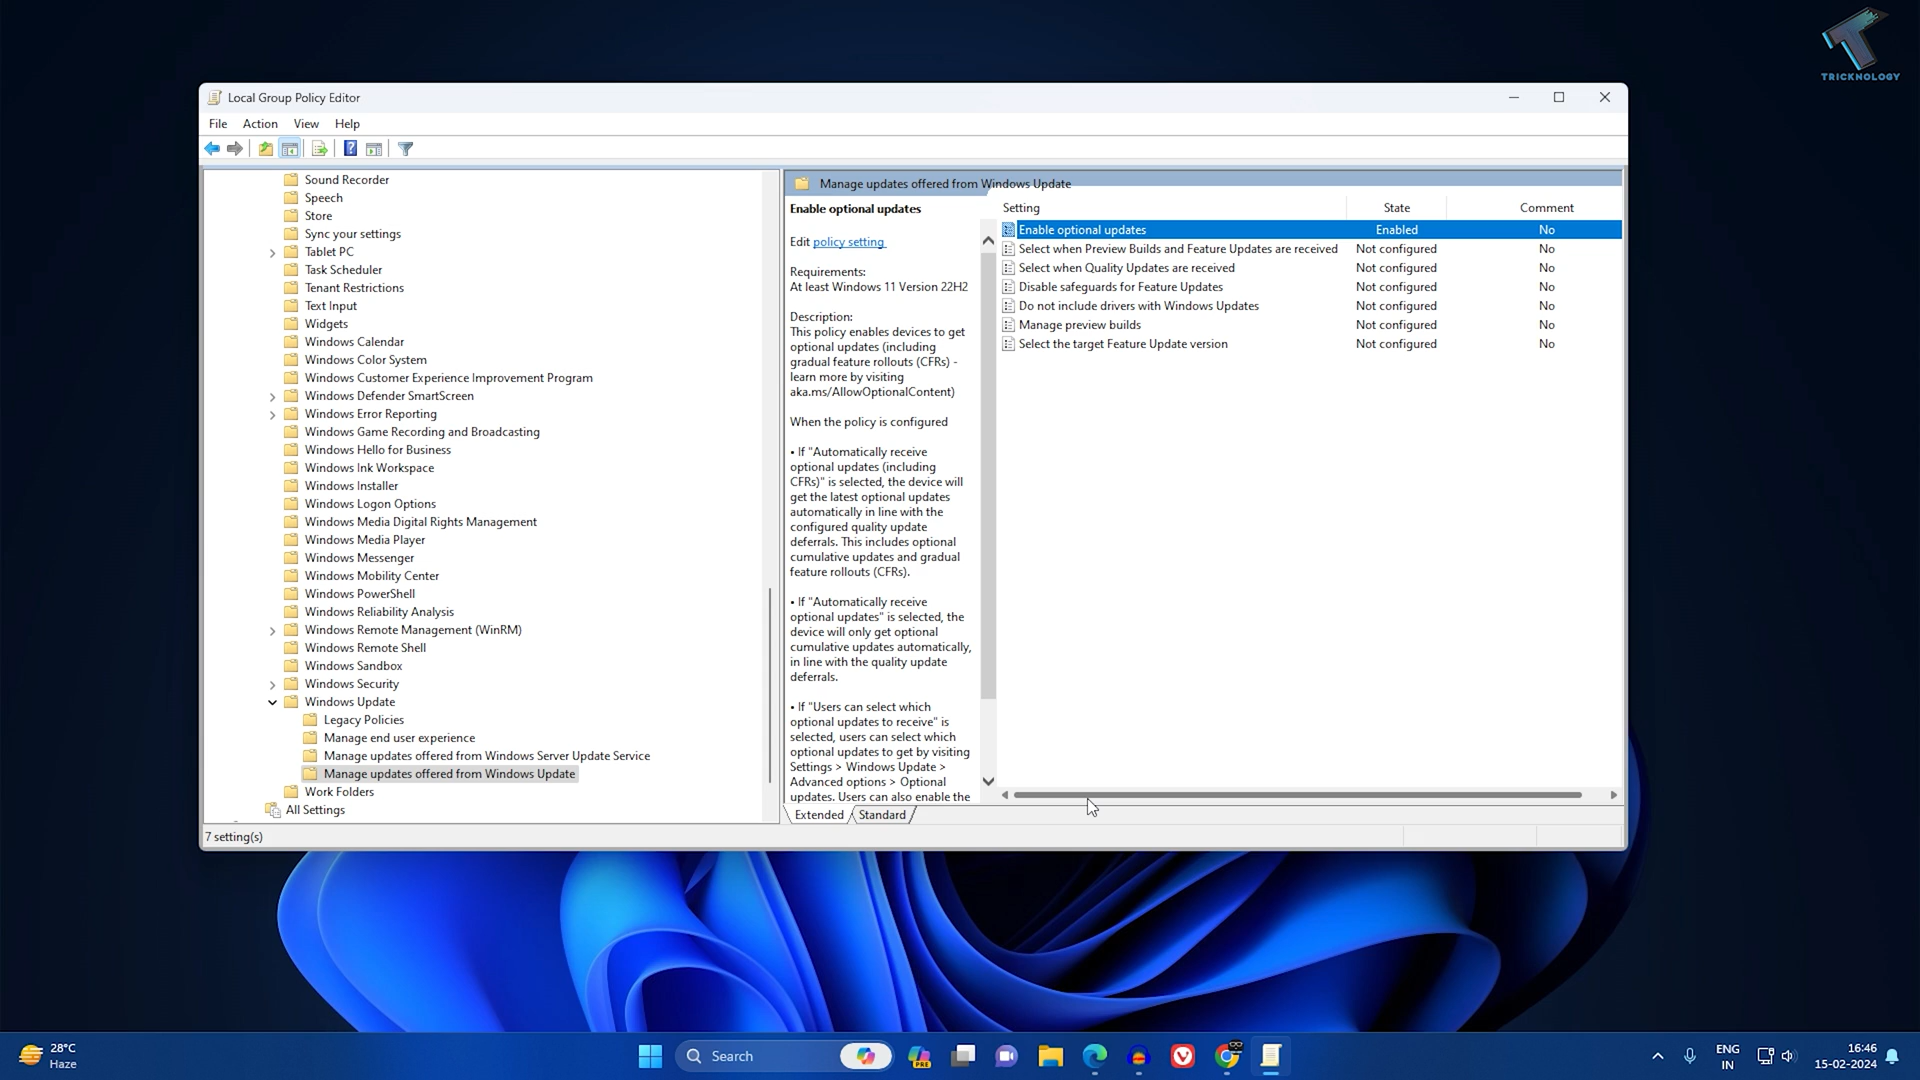 TRICKNOLOGY
Local Group Policy Editor
File Action View Help
Sound Recorder
Speech
Store
Sync your settings
Tablet PC
Task Scheduler
Tenant Restrictions
Text Input
Widgets
Windows Calendar
Windows Color System
Windows Customer Experience Improvement Program
Windows Defender SmartScreen
Windows Error Reporting
Windows Game Recording and Broadcasting
Windows Hello for Business
Windows Ink Workspace
Windows Installer
Windows Logon Options
Windows Media Digital Rights Management
Windows Media Player
Windows Messenger
Windows Mobility Center
Windows PowerShell
Windows Reliability Analysis
Windows Remote Management (WinRM)
Windows Remote Shell
Windows Sandbox
Windows Security
Windows Update
Legacy Policies
Manage end user experience
Manage updates offered from Windows Server Update Service
Manage updates offered from Windows Update
Work Folders
All Settings
Manage updates offered from Windows Update
Enable optional updates
Edit policy setting
Requirements:
At least Windows 11 Version 22H2
Description:
This policy enables devices to get
optional updates (including
gradual feature rollouts (CFRs) -
learn more by visiting
aka.ms/AllowOptionalContent)
When the policy is configured
• If "Automatically receive
optional updates (including
CFRs)" is selected, the device will
get the latest optional updates
automatically in line with the
configured quality update
deferrals. This includes optional
cumulative updates and gradual
feature rollouts (CFRs).
• If "Automatically receive
optional updates" is selected, the
device will only get optional
cumulative updates automatically,
in line with the quality update
deferrals.
• If "Users can select which
optional updates to receive" is
selected, users can select which
optional updates to get by visiting
Settings > Windows Update >
Advanced options > Optional
updates. Users can also enable the
Setting State Comment
Enable optional updates Enabled No
Select when Preview Builds and Feature Updates are received Not configured No
Select when Quality Updates are received Not configured No
Disable safeguards for Feature Updates Not configured No
Do not include drivers with Windows Updates Not configured No
Manage preview builds Not configured No
Select the target Feature Update version Not configured No
Extended Standard
7 setting(s)
28°C
Haze
Search
PRE
ENG
IN
16:46
15-02-2024